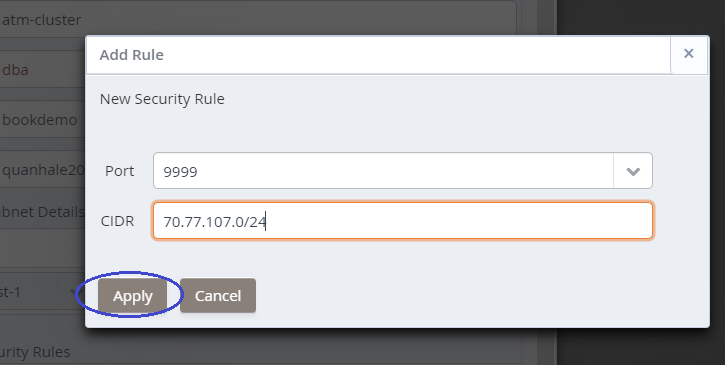 atm-cluster
Add Rule
×
dba
New Security Rule
bookdemo
Port 9999
quanhale20
bnet Details
CIDR 70.77.107.0/24
st-1
Apply Cancel
urity Rules